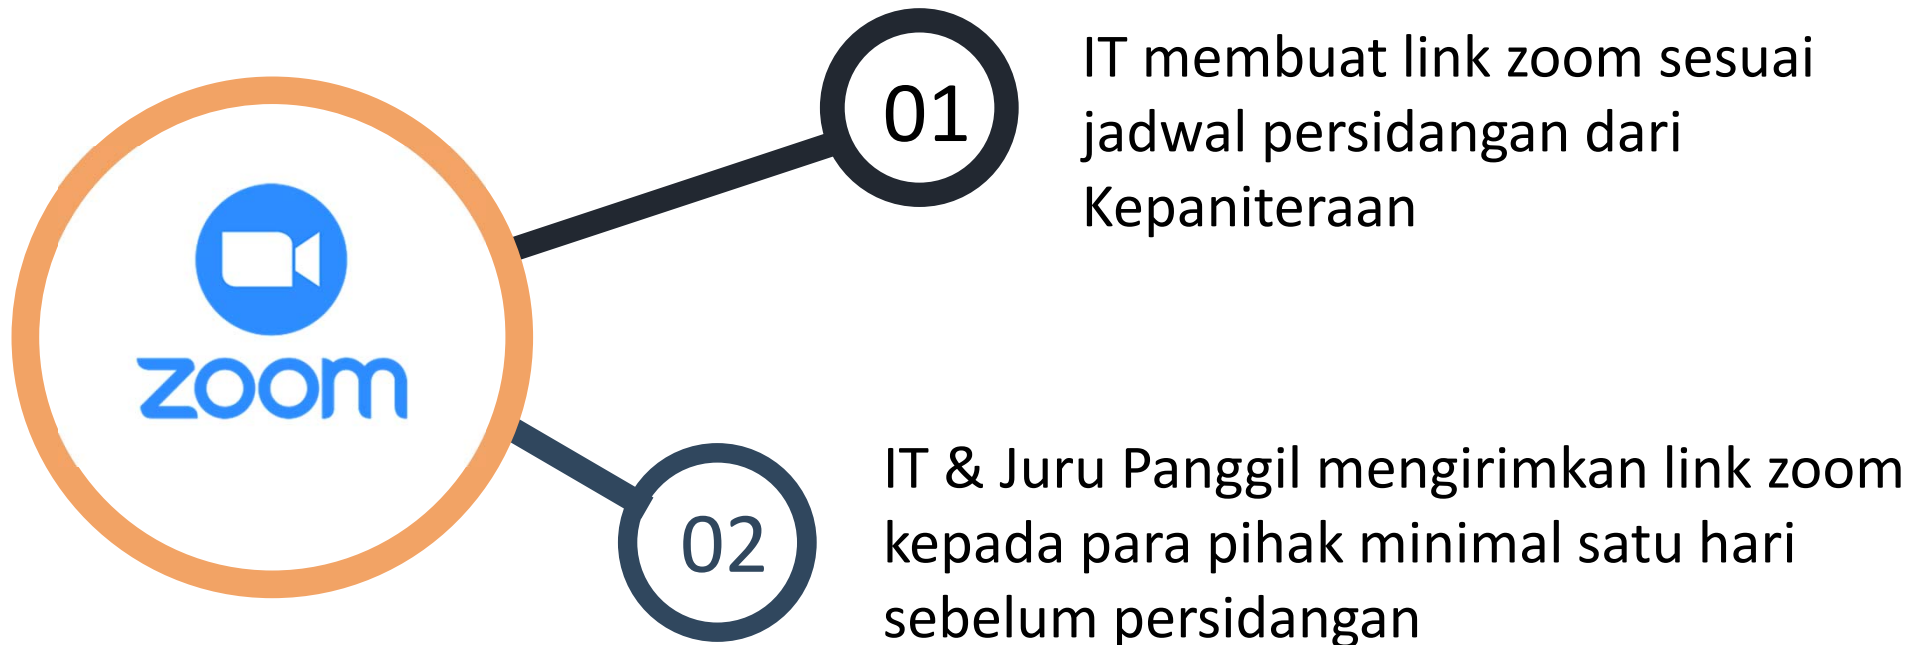 01
IT membuat link zoom sesuai
jadwal persidangan dari
Kepaniteraan
zoom
02
IT & Juru Panggil mengirimkan link zoom
kepada para pihak minimal satu hari
sebelum persidangan